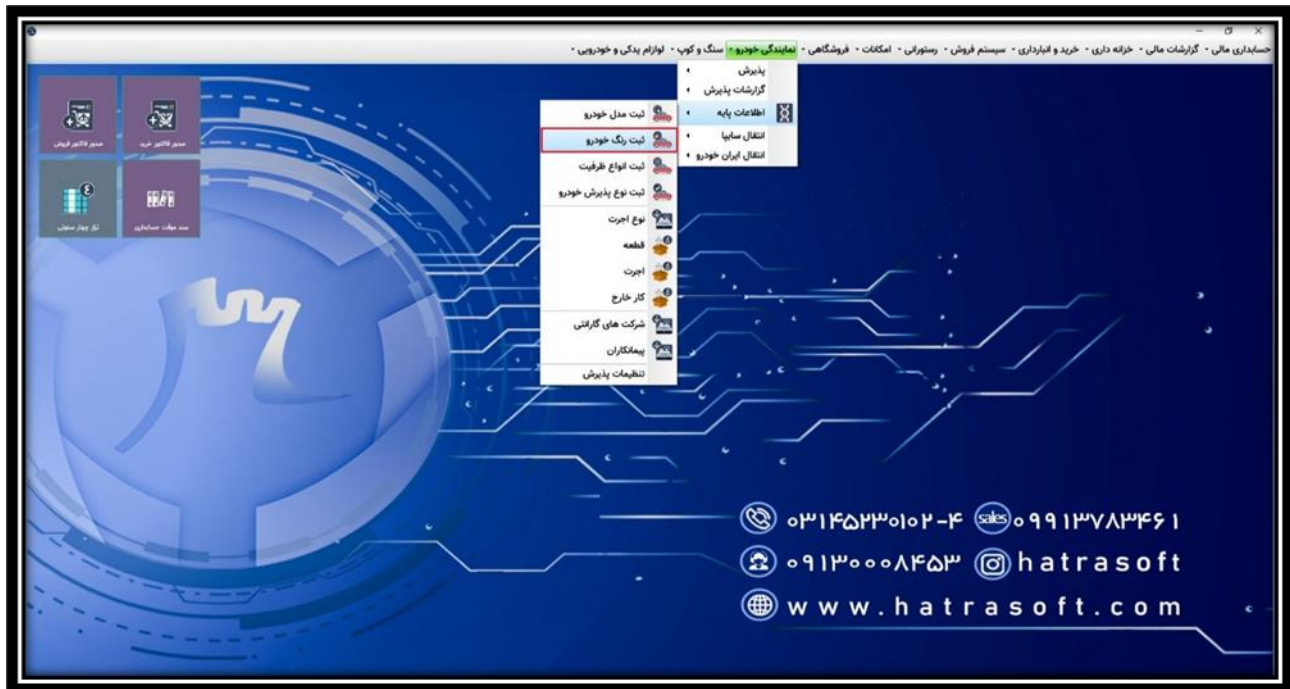 حسابداری مالی - گزارشات مالی - خزانه داری - خرید و انبارداری - سیستم فروش - رستورانی - امکانات - فروشگاهی - نمایندگی خودرو - سنگ و کوپ - لوازم یدکی و خودرویی -
پذیرش
گزارشات پذیرش
اطلاعات پایه
انتقال سایپا
انتقال ایران خودرو
ثبت مدل خودرو
ثبت رنگ خودرو
ثبت انواع ظرفیت
ثبت نوع پذیرش خودرو
نوع اجرت
قطعه
اجرت
کار خارج
شرکت های گارانتی
پیمانکاران
تنظیمات پذیرش
صدور فاکتور خرید
صدور فاکتور فروش
سند موقت حسابداری
تراز چهار ستونی
۰۳۱۴۵۲۳۰۱۰۲-۴ sales ۰۹۹۱۳۷۸۳۴۶۱
۰۹۱۳۰۰۰۸۴۵۳ hatrasoft
www.hatrasoft.com